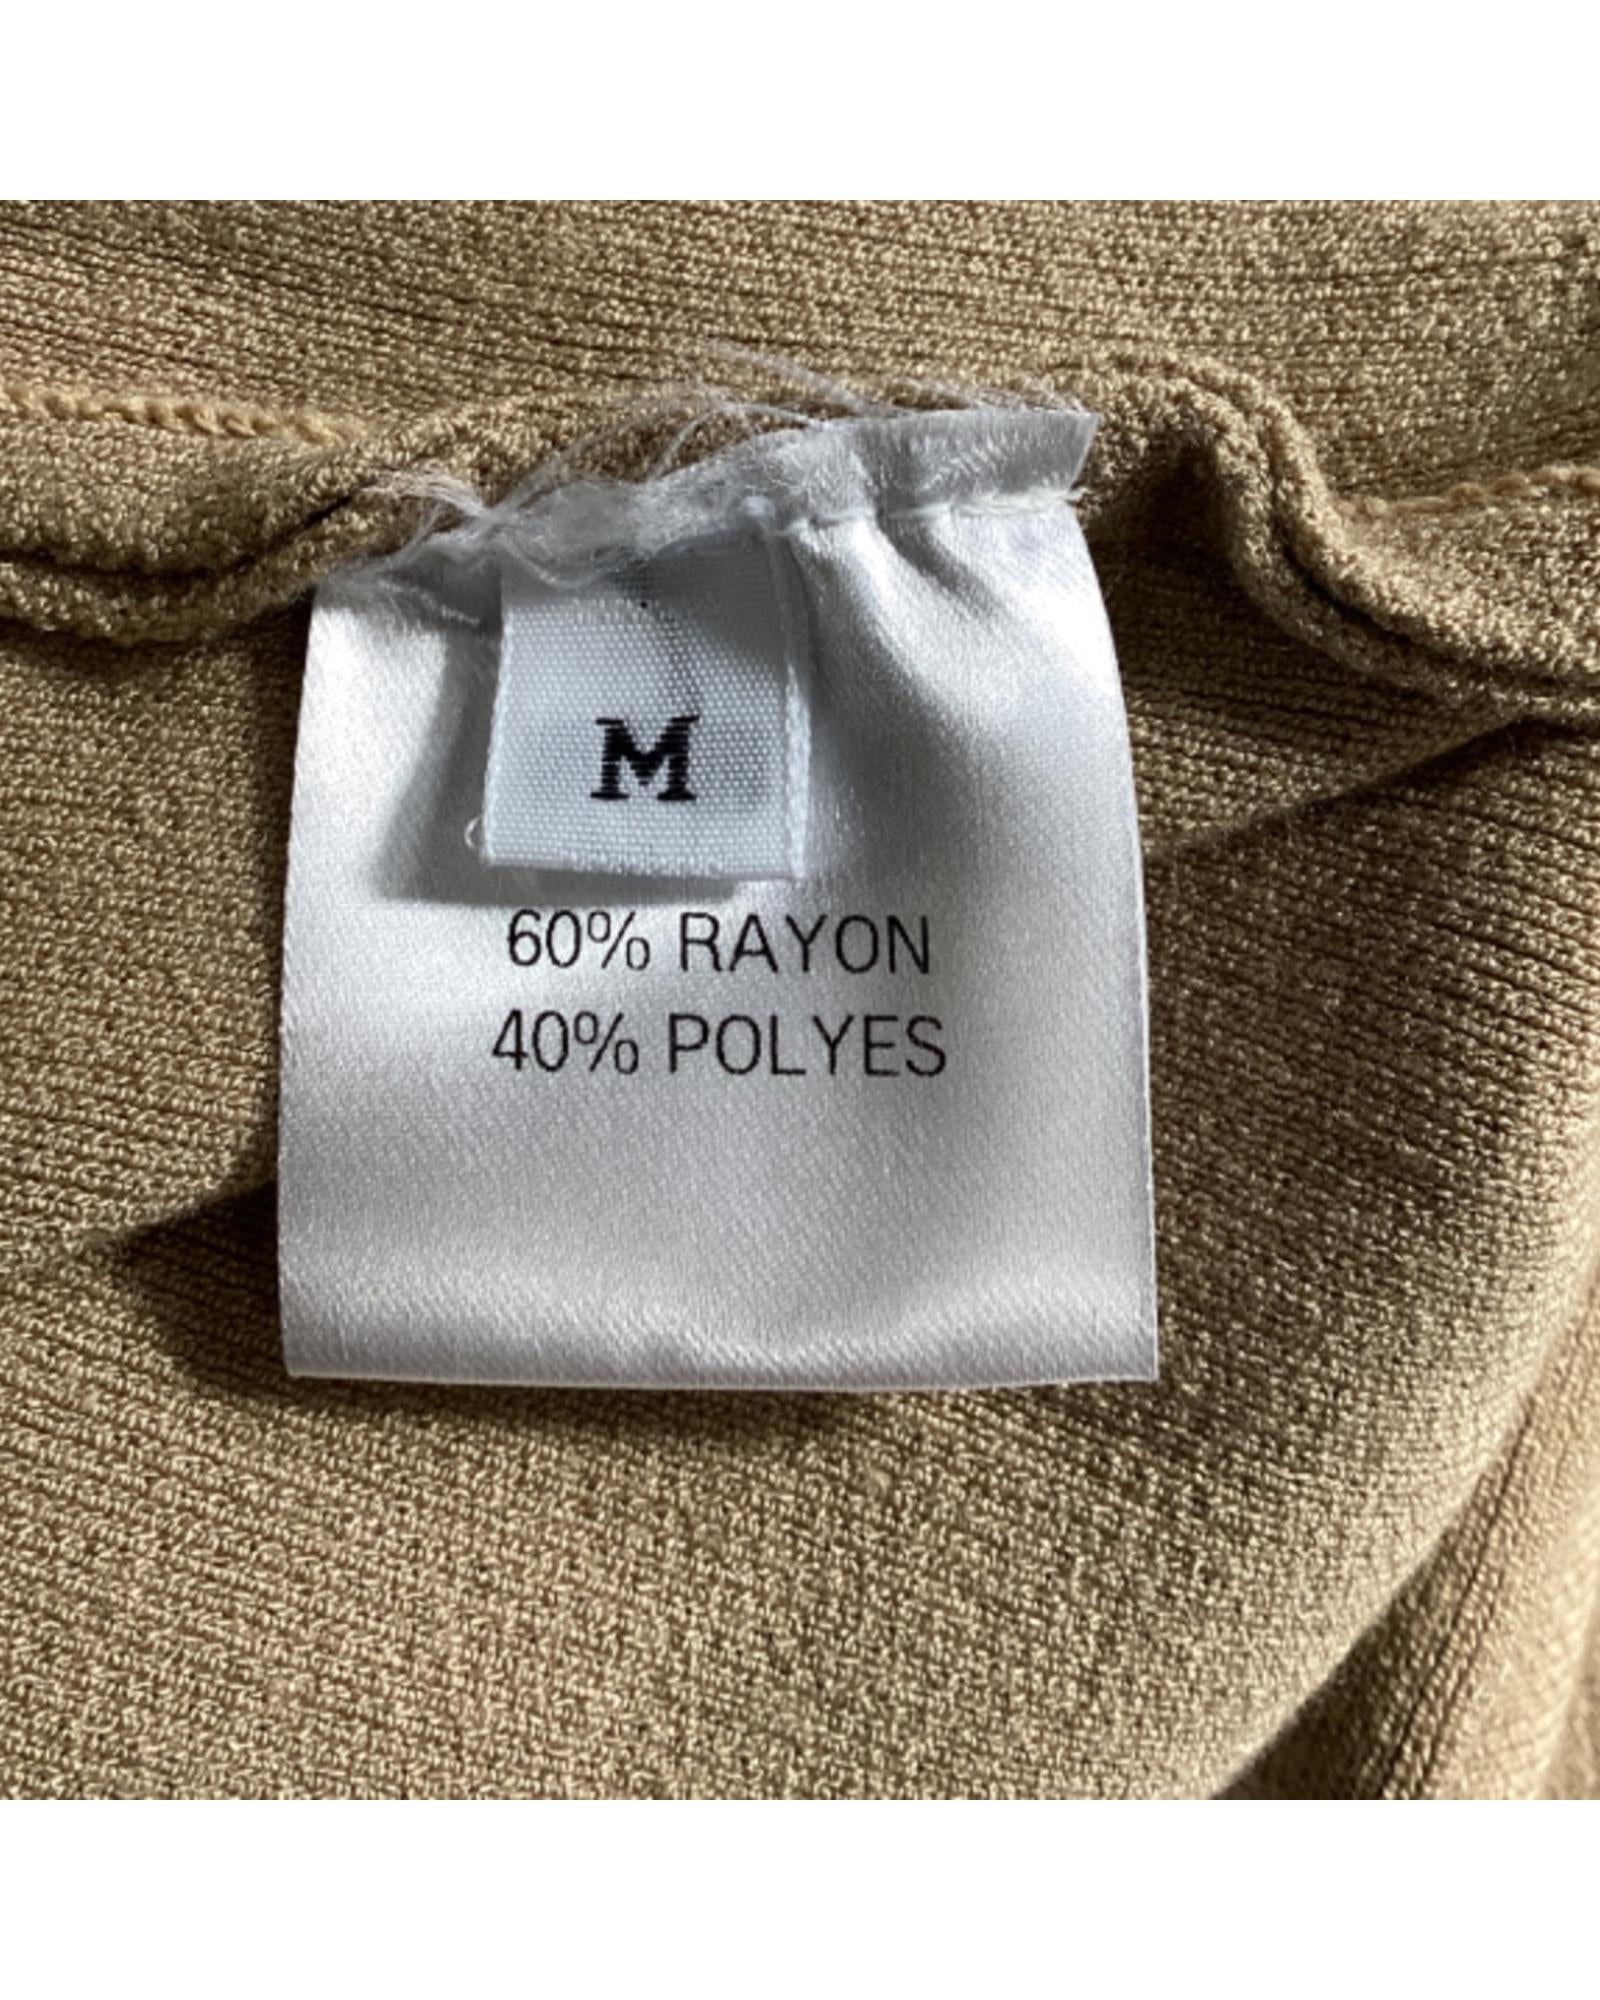 M
60% RAYON
40% POLYES